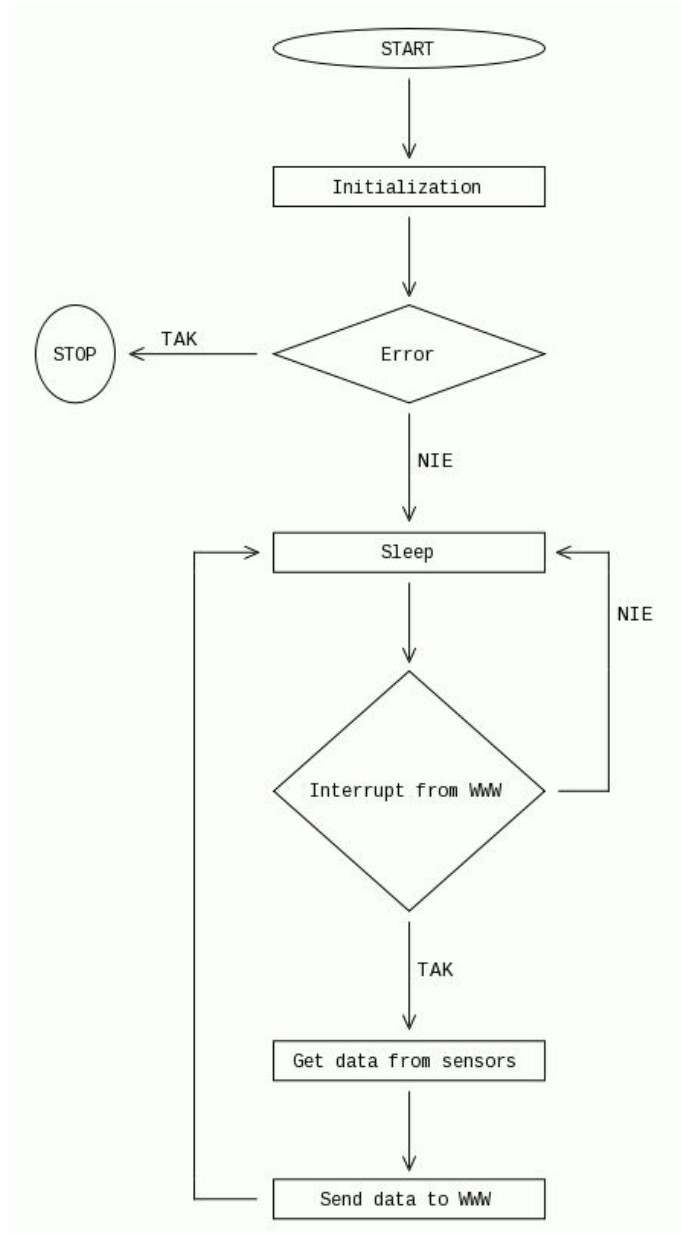 START
Initialization
TAK
STOP
Error
NIE
Sleep
NIE
Interrupt from WWW
TAK
Get data from sensors
Send data to WWW